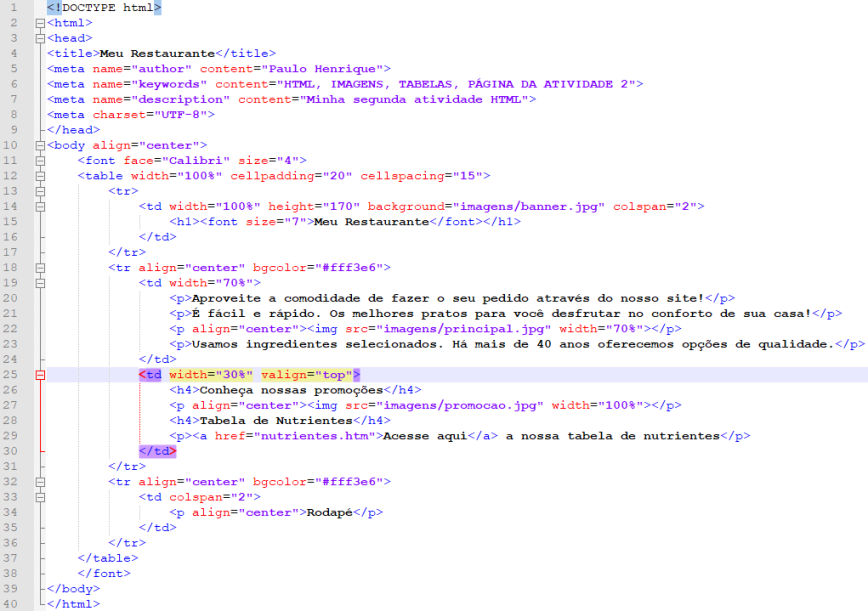 1 <!DOCTYPE html>
2 <html>
3 <head>
4 <title>Meu Restaurante</title>
5 <meta name="author" content="Paulo Henrique">
6 <meta name="keywords" content="HTML, IMAGENS, TABELAS, PÁGINA DA ATIVIDADE 2">
7 <meta name="description" content="Minha segunda atividade HTML">
8 <meta charset="UTF-8">
9 </head>
10 <body align="center">
11 <font face="Calibri" size="4">
12 <table width="100%" cellpadding="20" cellspacing="15">
13 <tr>
14 <td width="100%" height="170" background="imagens/banner.jpg" colspan="2">
15 <h1><font size="7">Meu Restaurante</font></h1>
16 </td>
17 </tr>
18 <tr align="center" bgcolor="#fff3e6">
19 <td width="70%">
20 <p>Aproveite a comodidade de fazer o seu pedido através do nosso site!</p>
21 <p>É fácil e rápido. Os melhores pratos para você desfrutar no conforto de sua casa!</p>
22 <p align="center"><img src="imagens/principal.jpg" width="70%"></p>
23 <p>Usamos ingredientes selecionados. Há mais de 40 anos oferecemos opções de qualidade.</p>
24 </td>
25 <td width="30%" valign="top">
26 <h4>Conheça nossas promoções</h4>
27 <p align="center"><img src="imagens/promocao.jpg" width="100%"></p>
28 <h4>Tabela de Nutrientes</h4>
29 <p><a href="nutrientes.htm">Acesse aqui</a> a nossa tabela de nutrientes</p>
30 </td>
31 </tr>
32 <tr align="center" bgcolor="#fff3e6">
33 <td colspan="2">
34 <p align="center">Rodapé</p>
35 </td>
36 </tr>
37 </table>
38 </font>
39 </body>
40 </html>